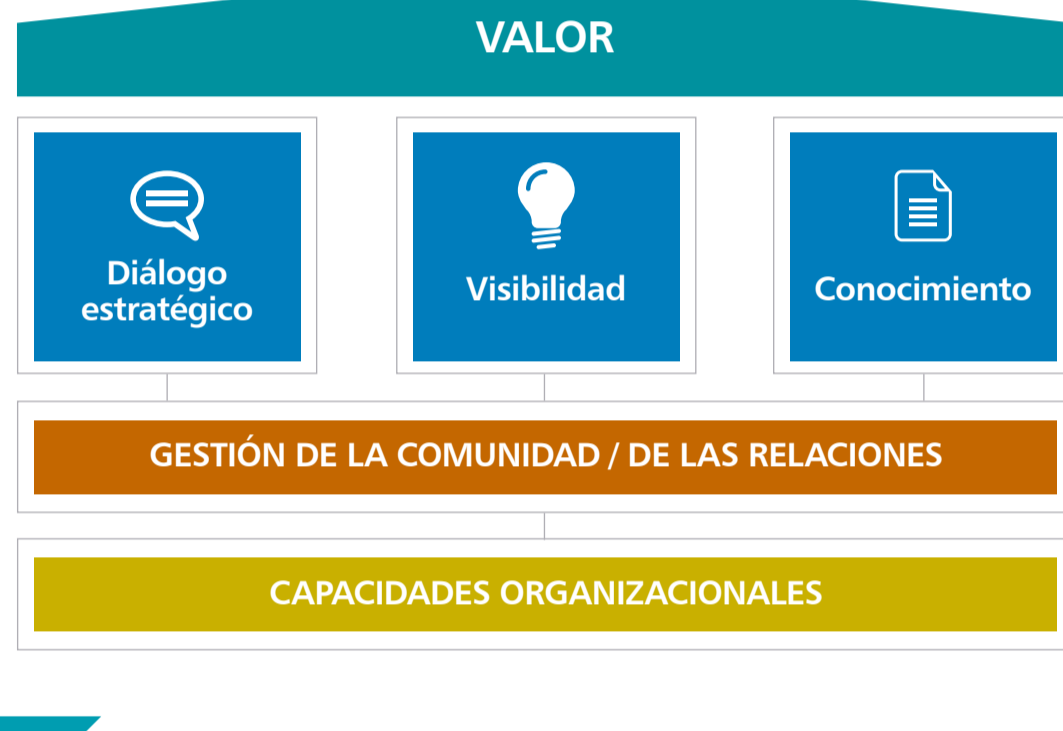 VALOR
Diálogo
estratégico
Visibilidad
Conocimiento
GESTIÓN DE LA COMUNIDAD / DE LAS RELACIONES
CAPACIDADES ORGANIZACIONALES